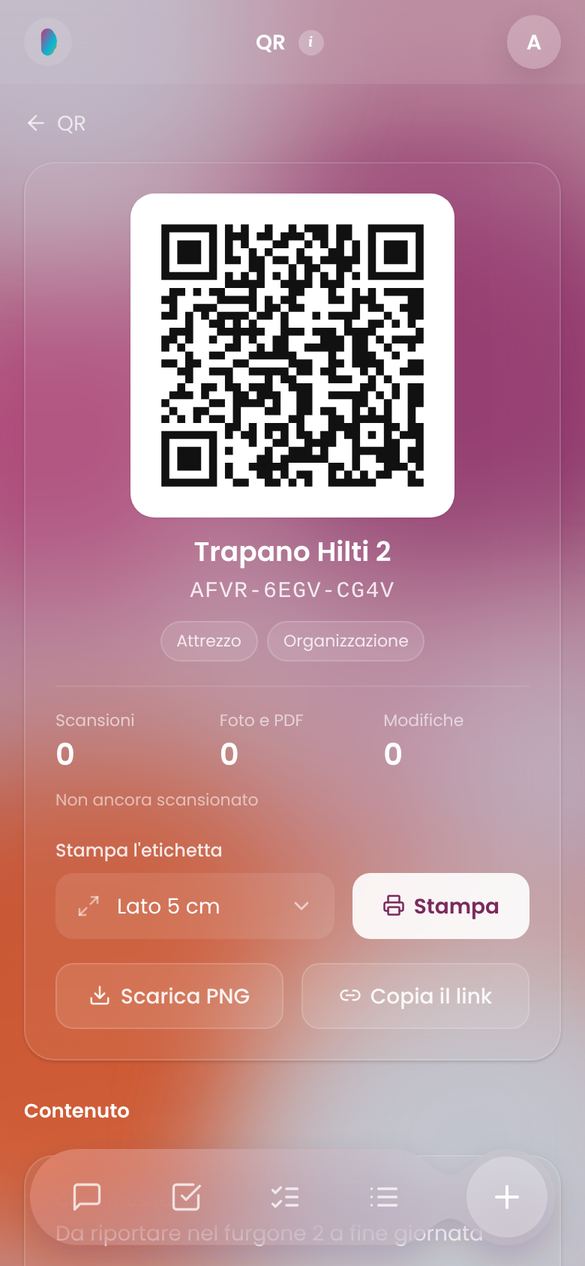 QR i A
QR
Trapano Hilti 2
AFVR-6EGV-CG4V
Attrezzo Organizzazione
Scansioni Foto e PDF Modifiche
0 0 0
Non ancora scansionato
Stampa l'etichetta
Lato 5 cm Stampa
Scarica PNG Copia il link
Contenuto
Da riportare nel furgone 2 a fine giornata